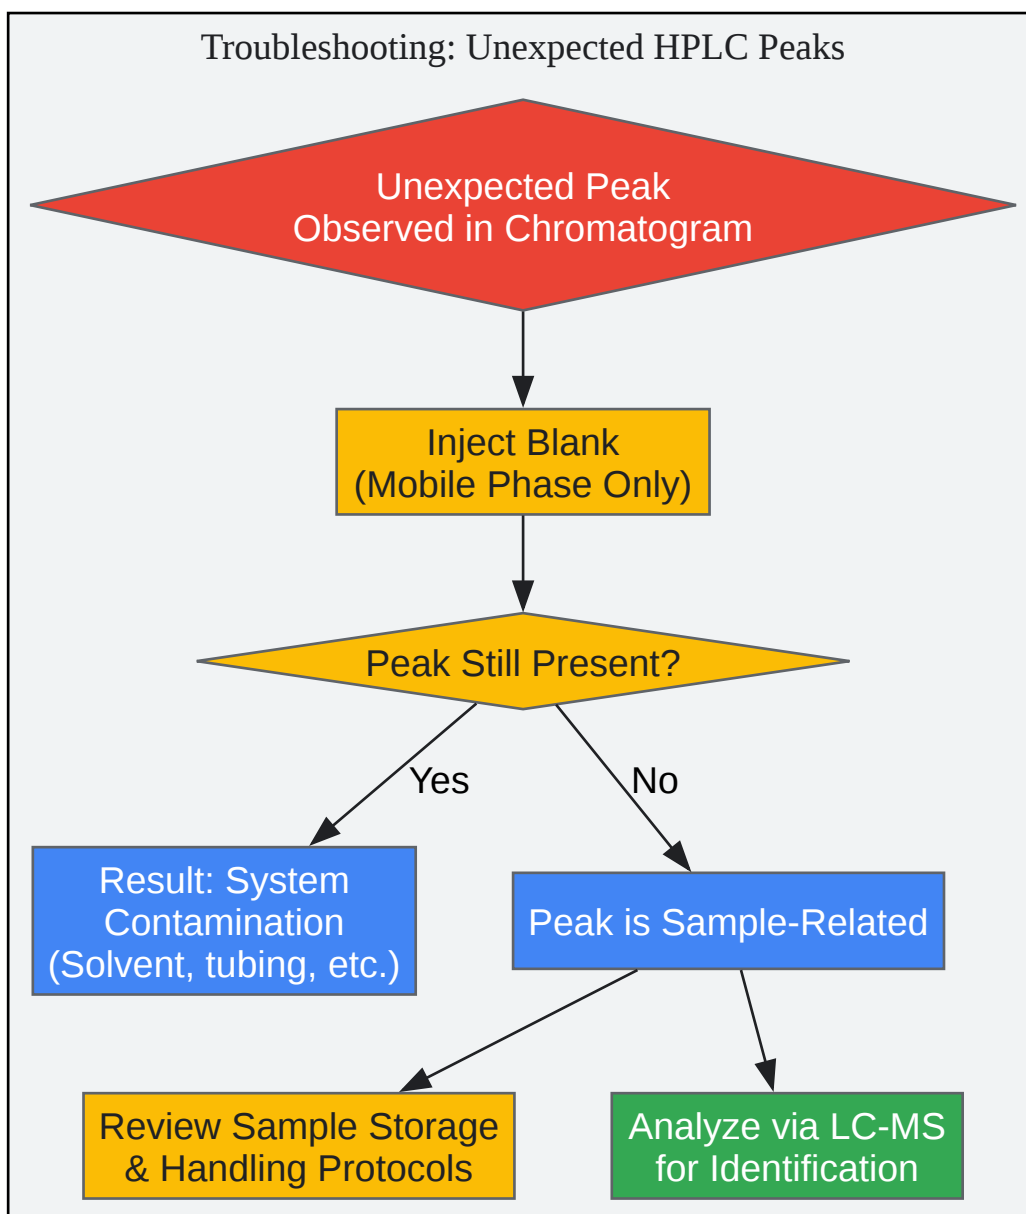 Troubleshooting: Unexpected HPLC Peaks
Unexpected Peak
Observed in Chromatogram
Inject Blank
(Mobile Phase Only)
Peak Still Present?
Yes
No
Result: System
Contamination
(Solvent, tubing, etc.)
Peak is Sample-Related
Review Sample Storage
& Handling Protocols
Analyze via LC-MS
for Identification